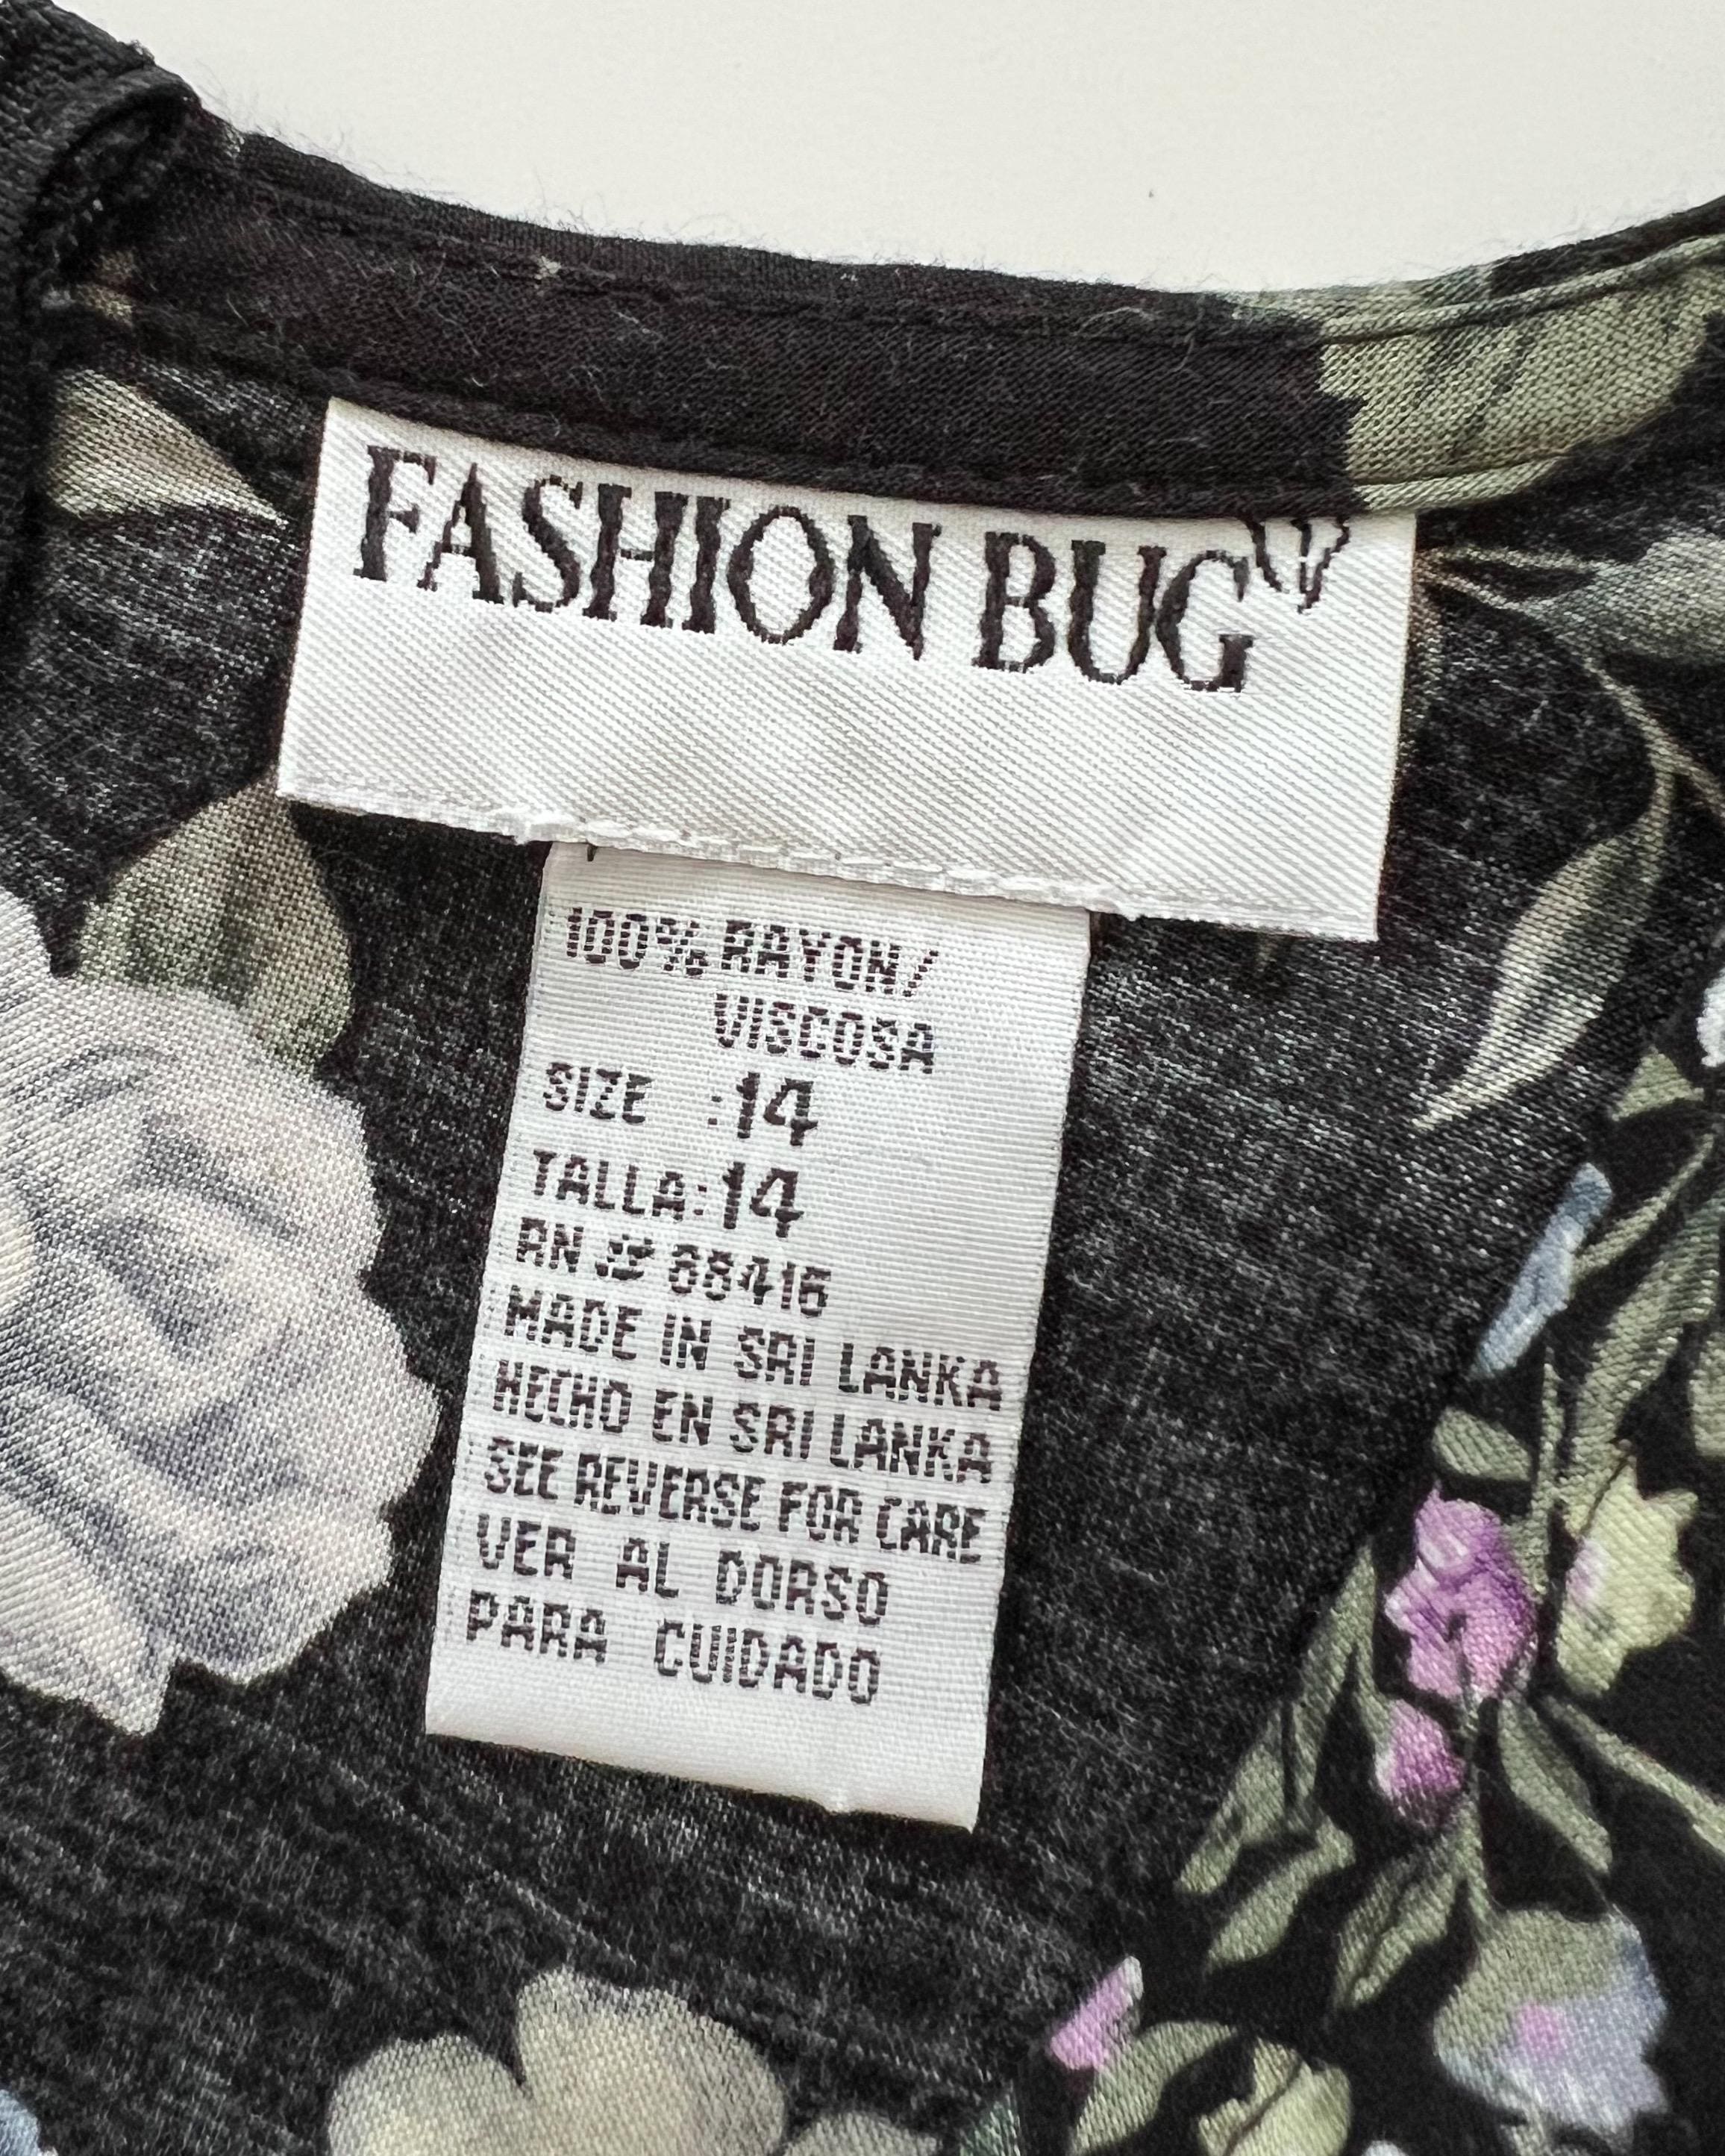 FASHION BUG
100% RAYON/
VISCOSA
SIZE :14
TALLA:14
RN # 68416
MADE IN SRI LANKA
HECHO EN SRI LANKA
SEE REVERSE FOR CARE
VER AL DORSO
PARA CUIDADO